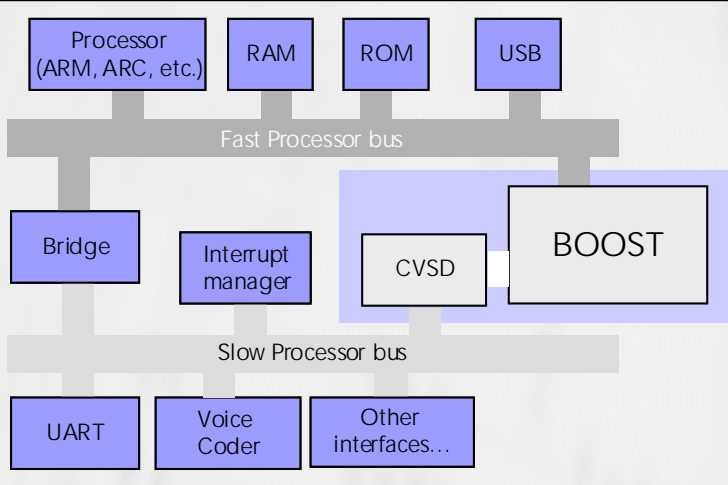 Processor
(ARM, ARC, etc.)
RAM
ROM
USB
Fast Processor bus
Bridge
Interrupt
manager
CVSD
BOOST
Slow Processor bus
UART
Voice
Coder
Other
interfaces...